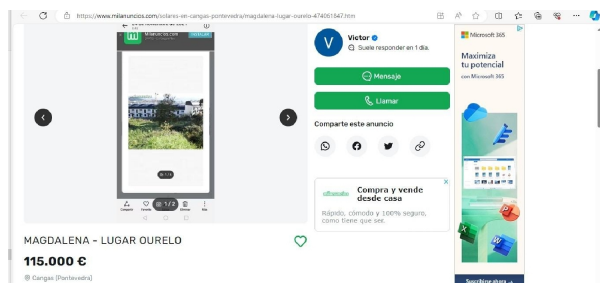 https://www.milanuncios.com/solares-en-cangas-pontevedra/magdalena-lugar-ourelo-474051847.htm
Victor
Suele responder en 1 día.
Mensaje
Llamar
Comparte este anuncio
1/2
Compra y vende
desde casa
Rápido, cómodo y 100% seguro,
como tiene que ser.
MAGDALENA - LUGAR OURELO
115.000 €
Cangas (Pontevedra)
Microsoft 365
Maximiza
tu potencial
con Microsoft 365
Suscribirse ahora